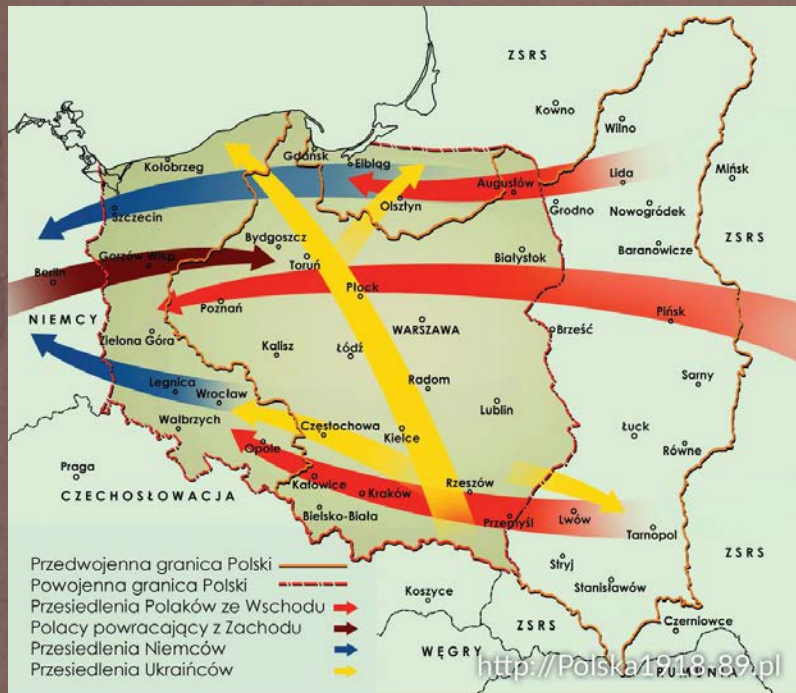 ZSRS
Kowno
Wilno
Gdańsk
Elbląg
Kołobrzeg
Lida
Mińsk
Augustów
Olsztyn
Szczecin
Grodno
Nowogródek
ZSRS
Bydgoszcz
Baranowicze
Białystok
Toruń
Gorzów Wlkp.
Berlin
Płock
Poznań
Pińsk
NIEMCY
WARSZAWA
Brześć
Zielona Góra
Kalisz
Łódź
Sarny
Radom
Legnica
Wrocław
Lublin
Wałbrzych
Częstochowa
Kielce
Łuck
Równe
Opole
Praga
Katowice
Kraków
Rzeszów
CZECHOSŁOWACJA
Bielsko-Biała
Przemyśl
Lwów
Tarnopol
ZSRS
Stryj
Stanisławów
Koszyce
ZSRS
Czerniowce
WĘGRY
RUMUNIA
Przedwojenna granica Polski
Powojenna granica Polski
Przesiedlenia Polaków ze Wschodu
Polacy powracający z Zachodu
Przesiedlenia Niemców
Przesiedlenia Ukraińców
http://Polska1918-89.pl